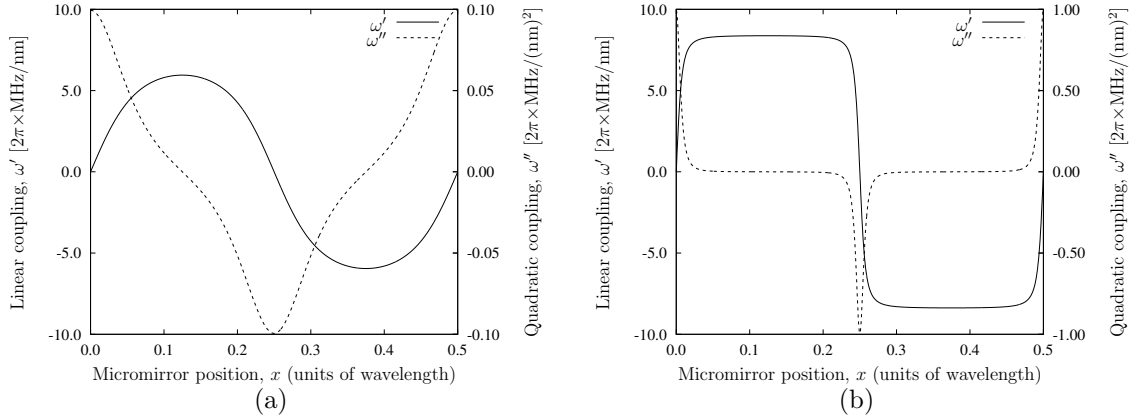 10.0
5.0
0.0
-5.0
-10.0
Linear coupling, ω′ [2π×MHz/nm]
ω′
ω″
0.10
0.05
0.00
-0.05
-0.10
Quadratic coupling, ω″ [2π×MHz/(nm)²]
0.0 0.1 0.2 0.3 0.4 0.5
Micromirror position, x (units of wavelength)
(a)
10.0
5.0
0.0
-5.0
-10.0
Linear coupling, ω′ [2π×MHz/nm]
ω′
ω″
1.00
0.50
0.00
-0.50
-1.00
Quadratic coupling, ω″ [2π×MHz/(nm)²]
0.0 0.1 0.2 0.3 0.4 0.5
Micromirror position, x (units of wavelength)
(b)